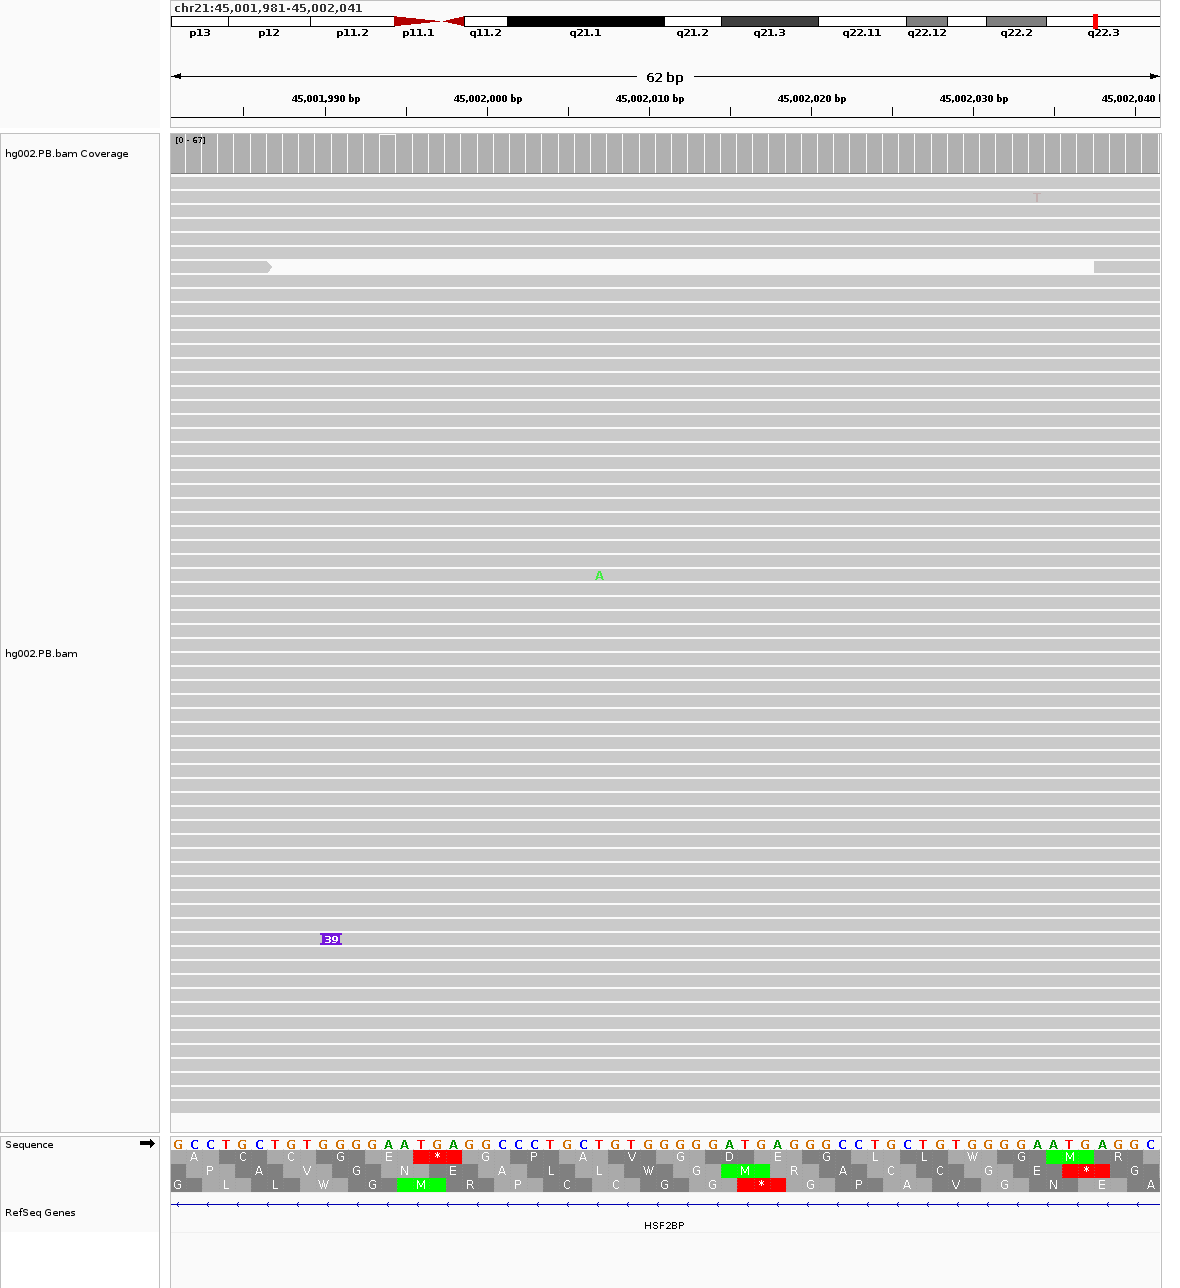 chr21:45,001,981-45,002,041
p13 p12 p11.2 p11.1 q11.2 q21.1 q21.2 q21.3 q22.11 q22.12 q22.2 q22.3
62 bp
45,001,990 bp 45,002,000 bp 45,002,010 bp 45,002,020 bp 45,002,030 bp 45,002,040
[0 - 67]
hg002.PB.bam Coverage
T
A
hg002.PB.bam
39
Sequence
G C C T G C T G T G G G G A A T G A G G C C C T G C T G T G G G G G A T G A G G G C C T G C T G T G G G G A A T G A G G C
A C C G E * G P A V G D E G L L W G M R
P A V G N E A L L W G M R A C C G E * G
G L L W G M R P C C G G * G P A V G N E A
RefSeq Genes
HSF2BP